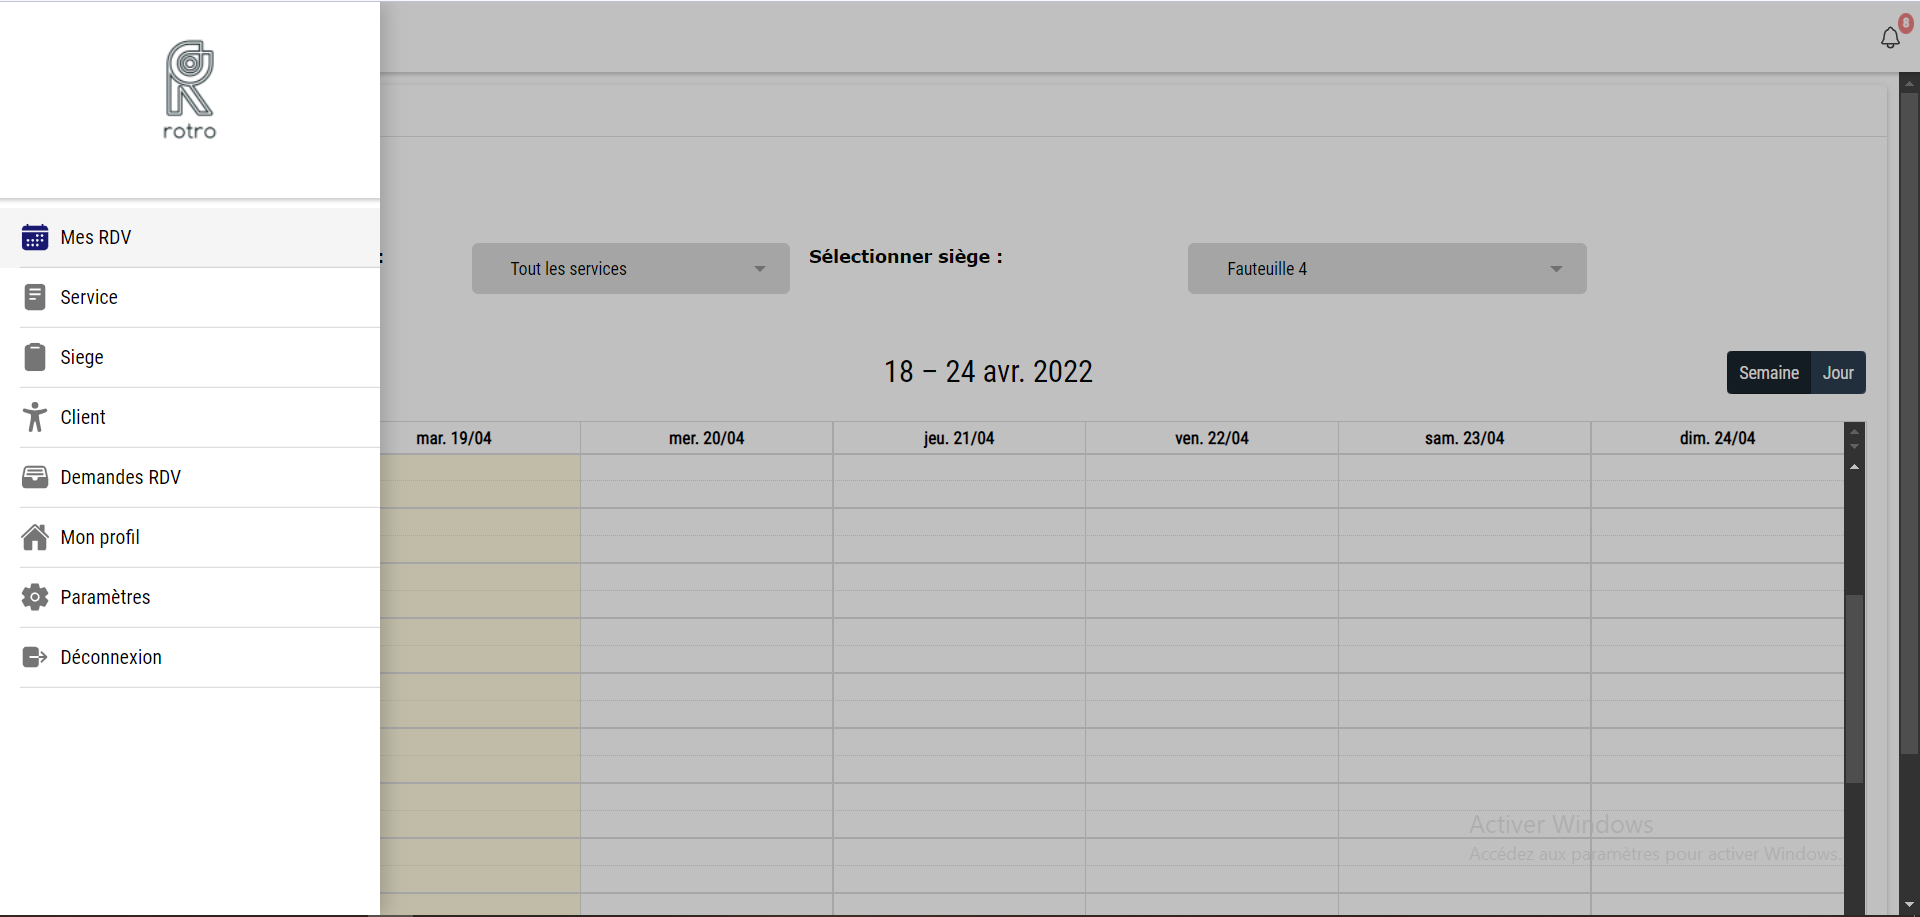 rotro
8
Mes RDV
Service
Siege
Client
Demandes RDV
Mon profil
Paramètres
Déconnexion
:
Tout les services
Sélectionner siège :
Fauteuille 4
18 – 24 avr. 2022
Semaine
Jour
mar. 19/04
mer. 20/04
jeu. 21/04
ven. 22/04
sam. 23/04
dim. 24/04
Activer Windows
Accédez aux paramètres pour activer Windows.